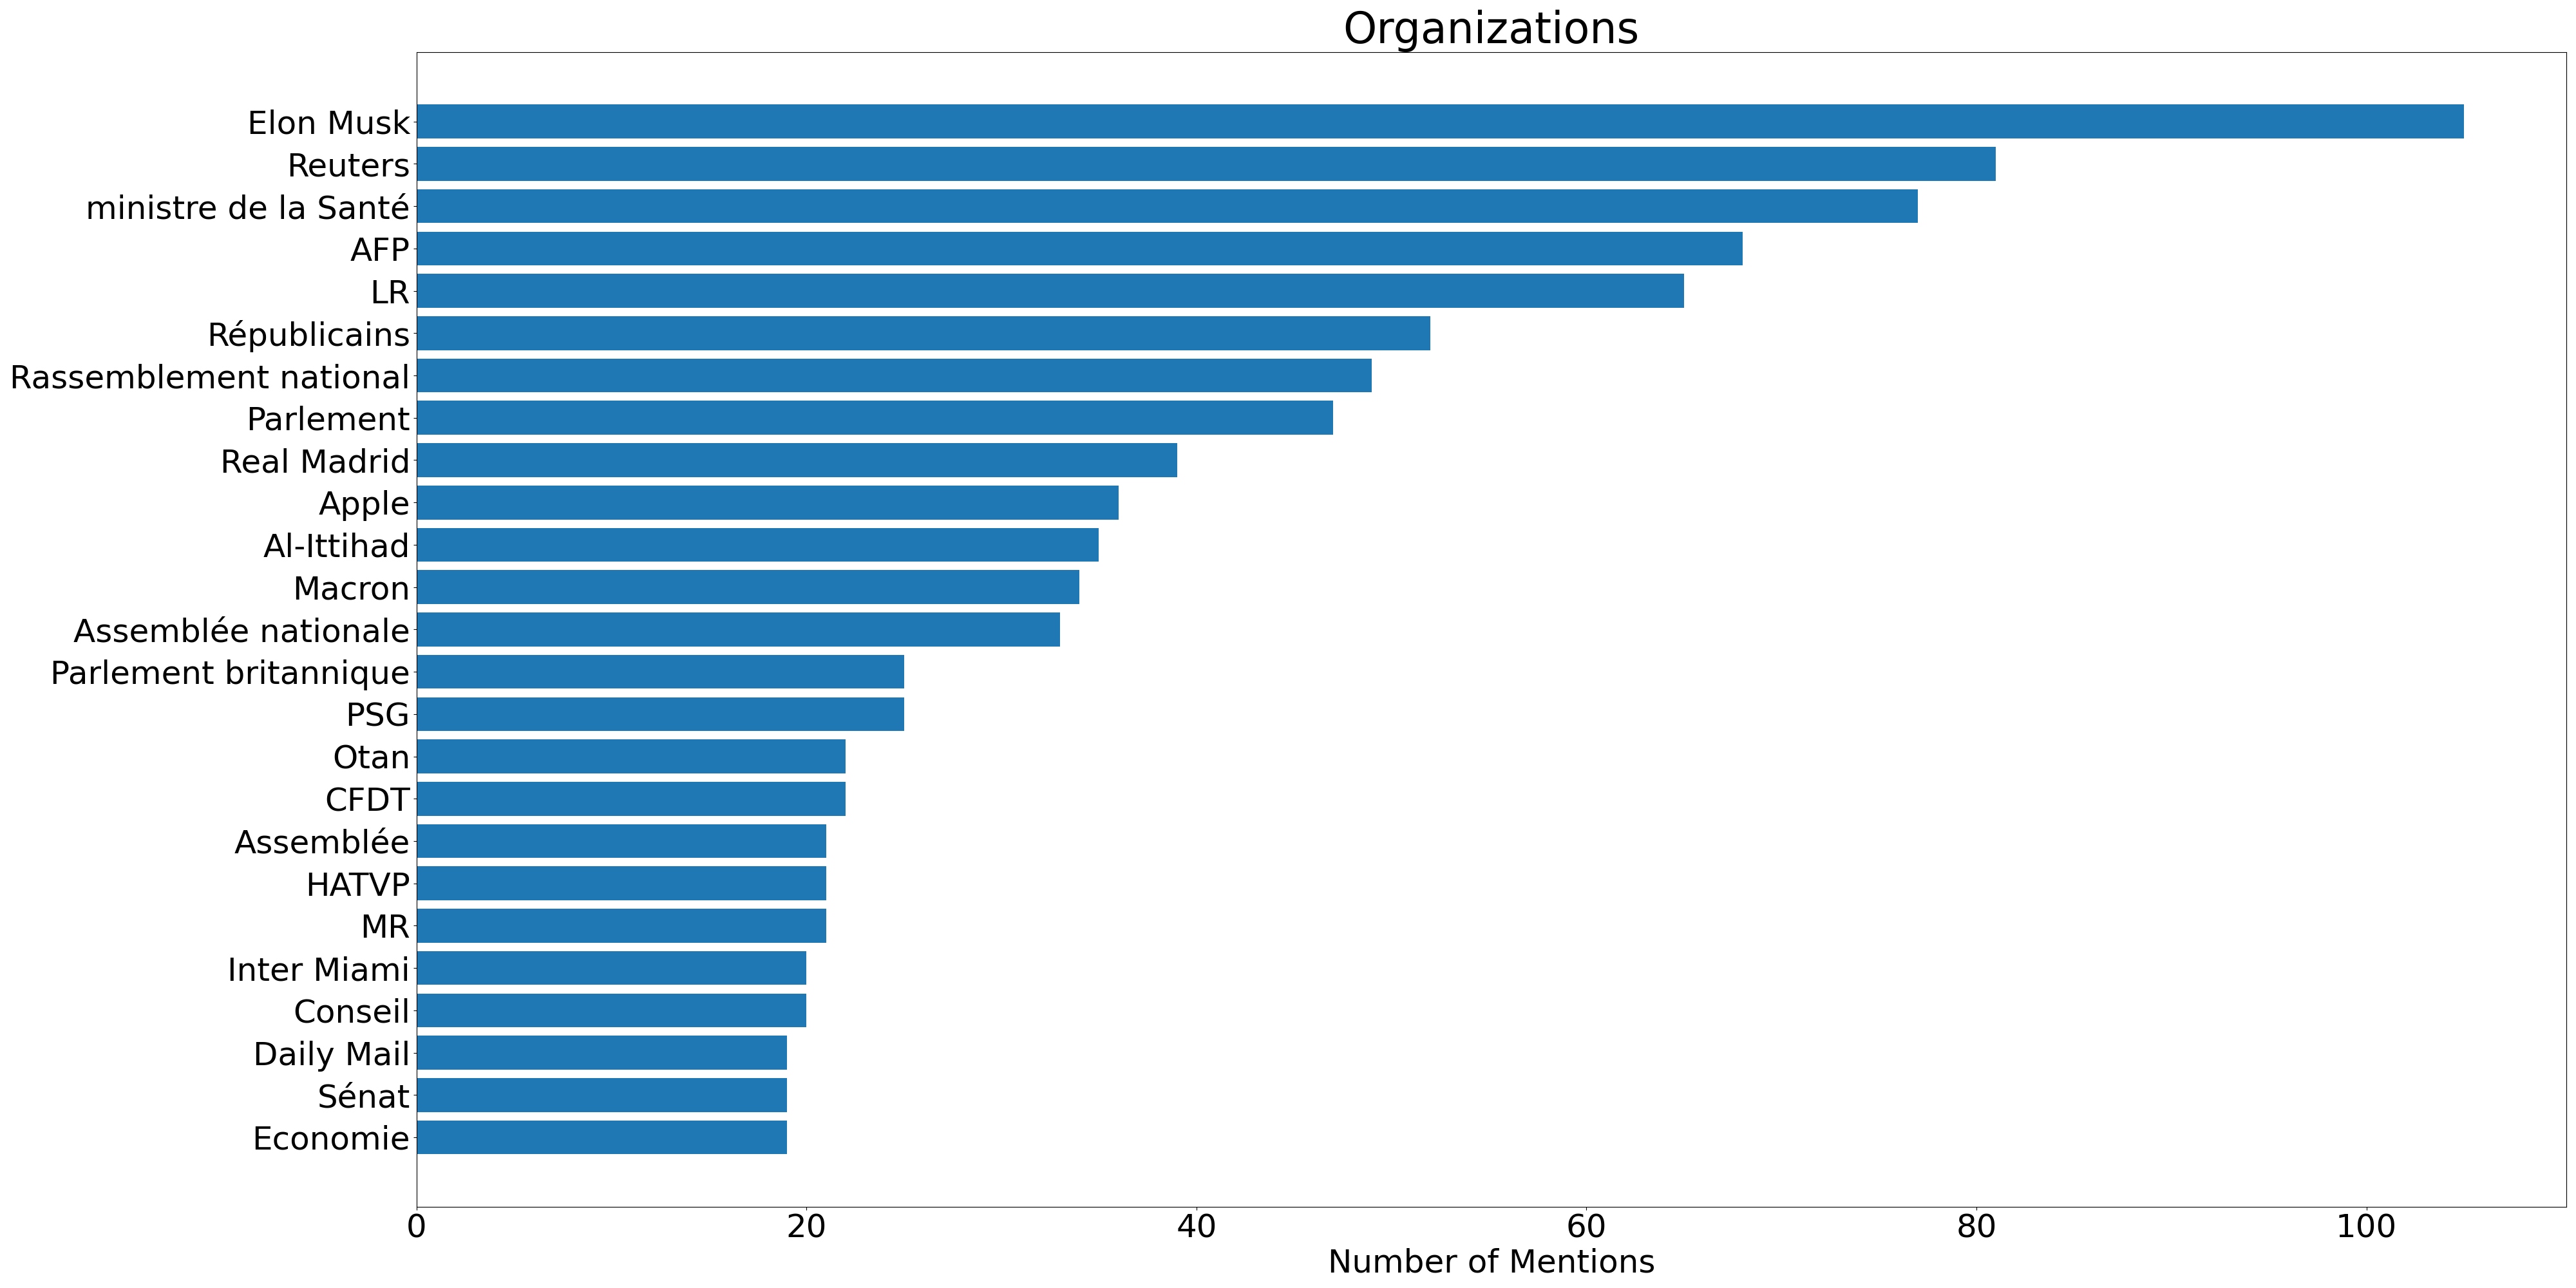 Organizations
Elon Musk
Reuters
ministre de la Santé
AFP
LR
Républicains
Rassemblement national
Parlement
Real Madrid
Apple
Al-Ittihad
Macron
Assemblée nationale
Parlement britannique
PSG
Otan
CFDT
Assemblée
HATVP
MR
Inter Miami
Conseil
Daily Mail
Sénat
Economie
0 20 40 60 80 100
Number of Mentions